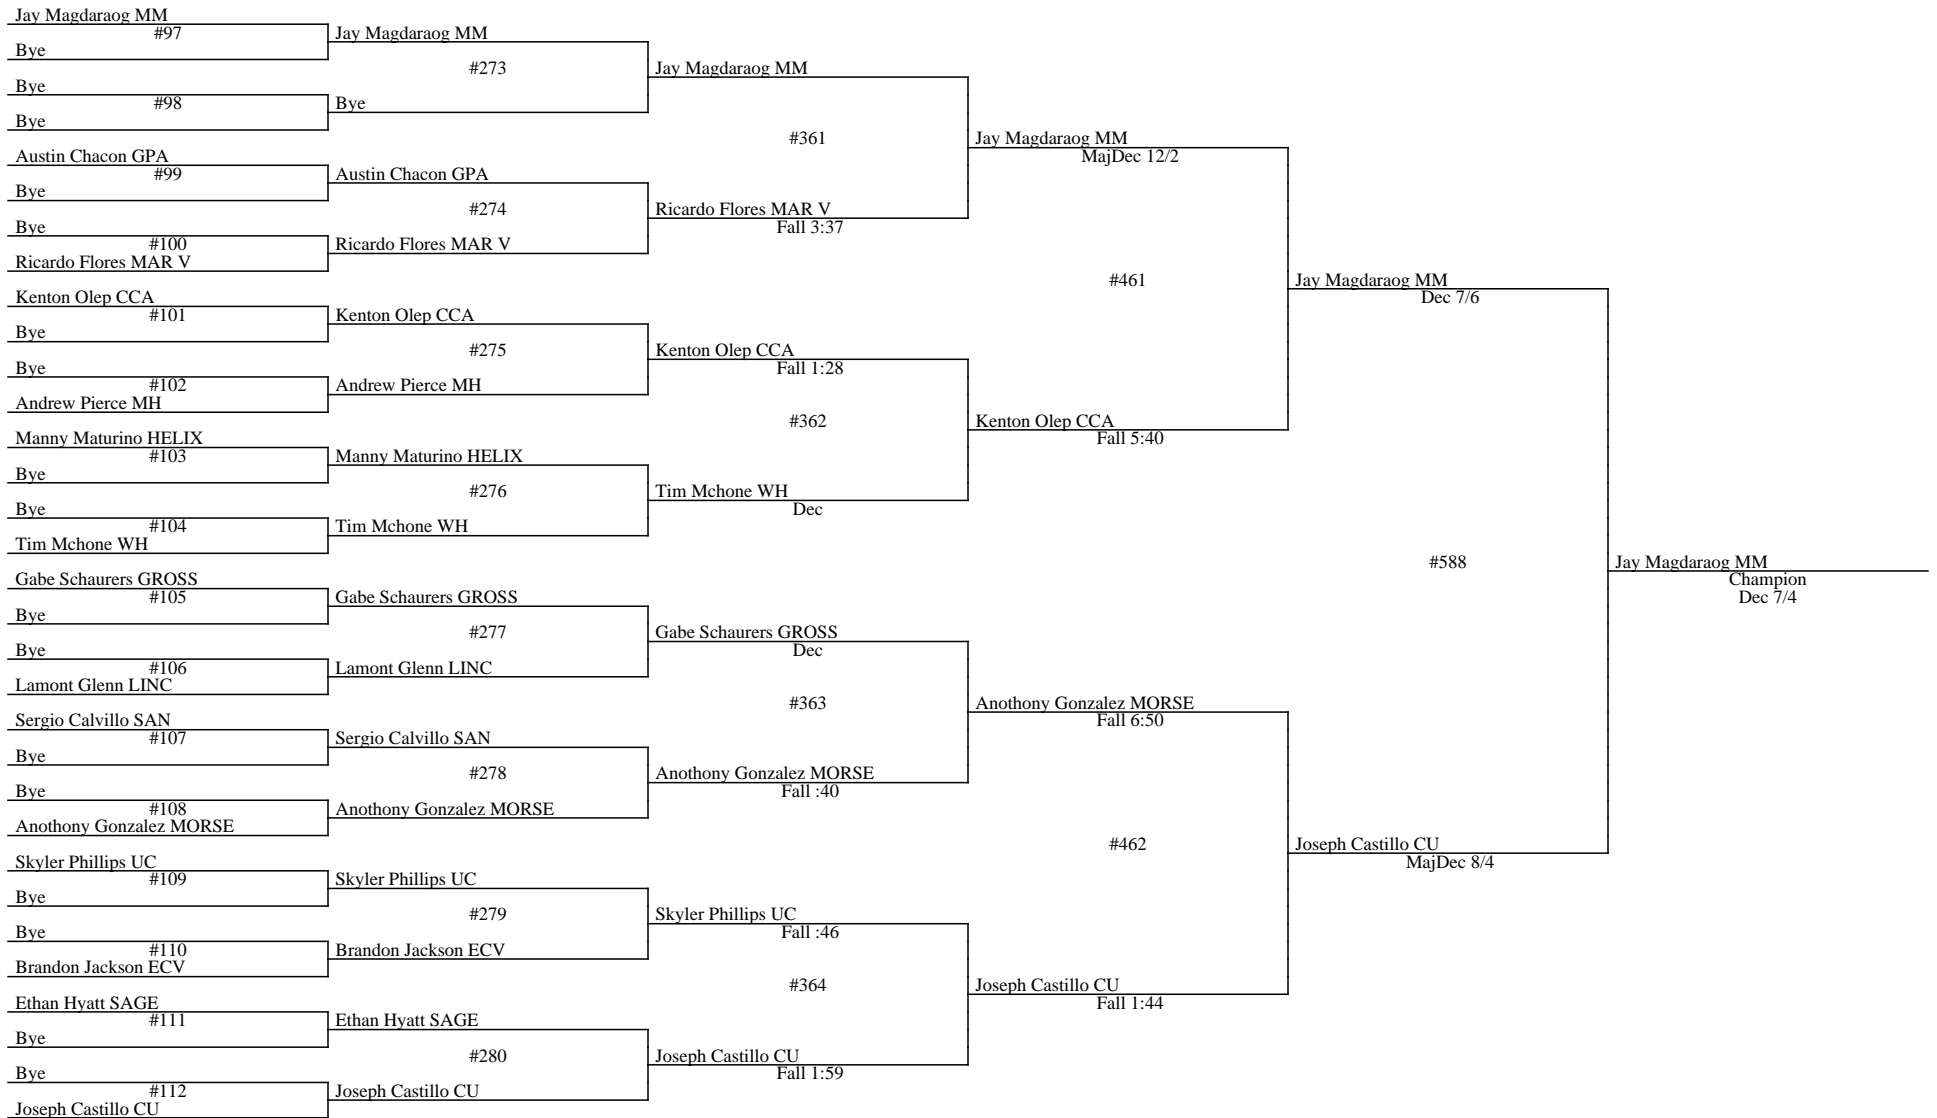 Jay Magdaraog MM
#97
Bye
Bye
#98
Bye
Austin Chacon GPA
#99
Bye
Bye
#100
Ricardo Flores MAR V
Kenton Olep CCA
#101
Bye
Bye
#102
Andrew Pierce MH
Manny Maturino HELIX
#103
Bye
Bye
#104
Tim Mchone WH
Gabe Schaurers GROSS
#105
Bye
Bye
#106
Lamont Glenn LINC
Sergio Calvillo SAN
#107
Bye
Bye
#108
Anothony Gonzalez MORSE
Skyler Phillips UC
#109
Bye
Bye
#110
Brandon Jackson ECV
Ethan Hyatt SAGE
#111
Bye
Bye
#112
Joseph Castillo CU
Jay Magdaraog MM
#273
Bye
Austin Chacon GPA
#274
Ricardo Flores MAR V
Kenton Olep CCA
#275
Andrew Pierce MH
Manny Maturino HELIX
#276
Tim Mchone WH
Gabe Schaurers GROSS
#277
Lamont Glenn LINC
Sergio Calvillo SAN
#278
Anothony Gonzalez MORSE
Skyler Phillips UC
#279
Brandon Jackson ECV
Ethan Hyatt SAGE
#280
Joseph Castillo CU
Jay Magdaraog MM
#361
Ricardo Flores MAR V
Fall 3:37
Kenton Olep CCA
Fall 1:28
#362
Tim Mchone WH
Dec
Gabe Schaurers GROSS
Dec
#363
Anothony Gonzalez MORSE
Fall :40
Skyler Phillips UC
Fall :46
#364
Joseph Castillo CU
Fall 1:59
Jay Magdaraog MM
MajDec 12/2
#461
Kenton Olep CCA
Fall 5:40
Anothony Gonzalez MORSE
Fall 6:50
#462
Joseph Castillo CU
Fall 1:44
Jay Magdaraog MM
Dec 7/6
#588
Joseph Castillo CU
MajDec 8/4
Jay Magdaraog MM
Champion
Dec 7/4